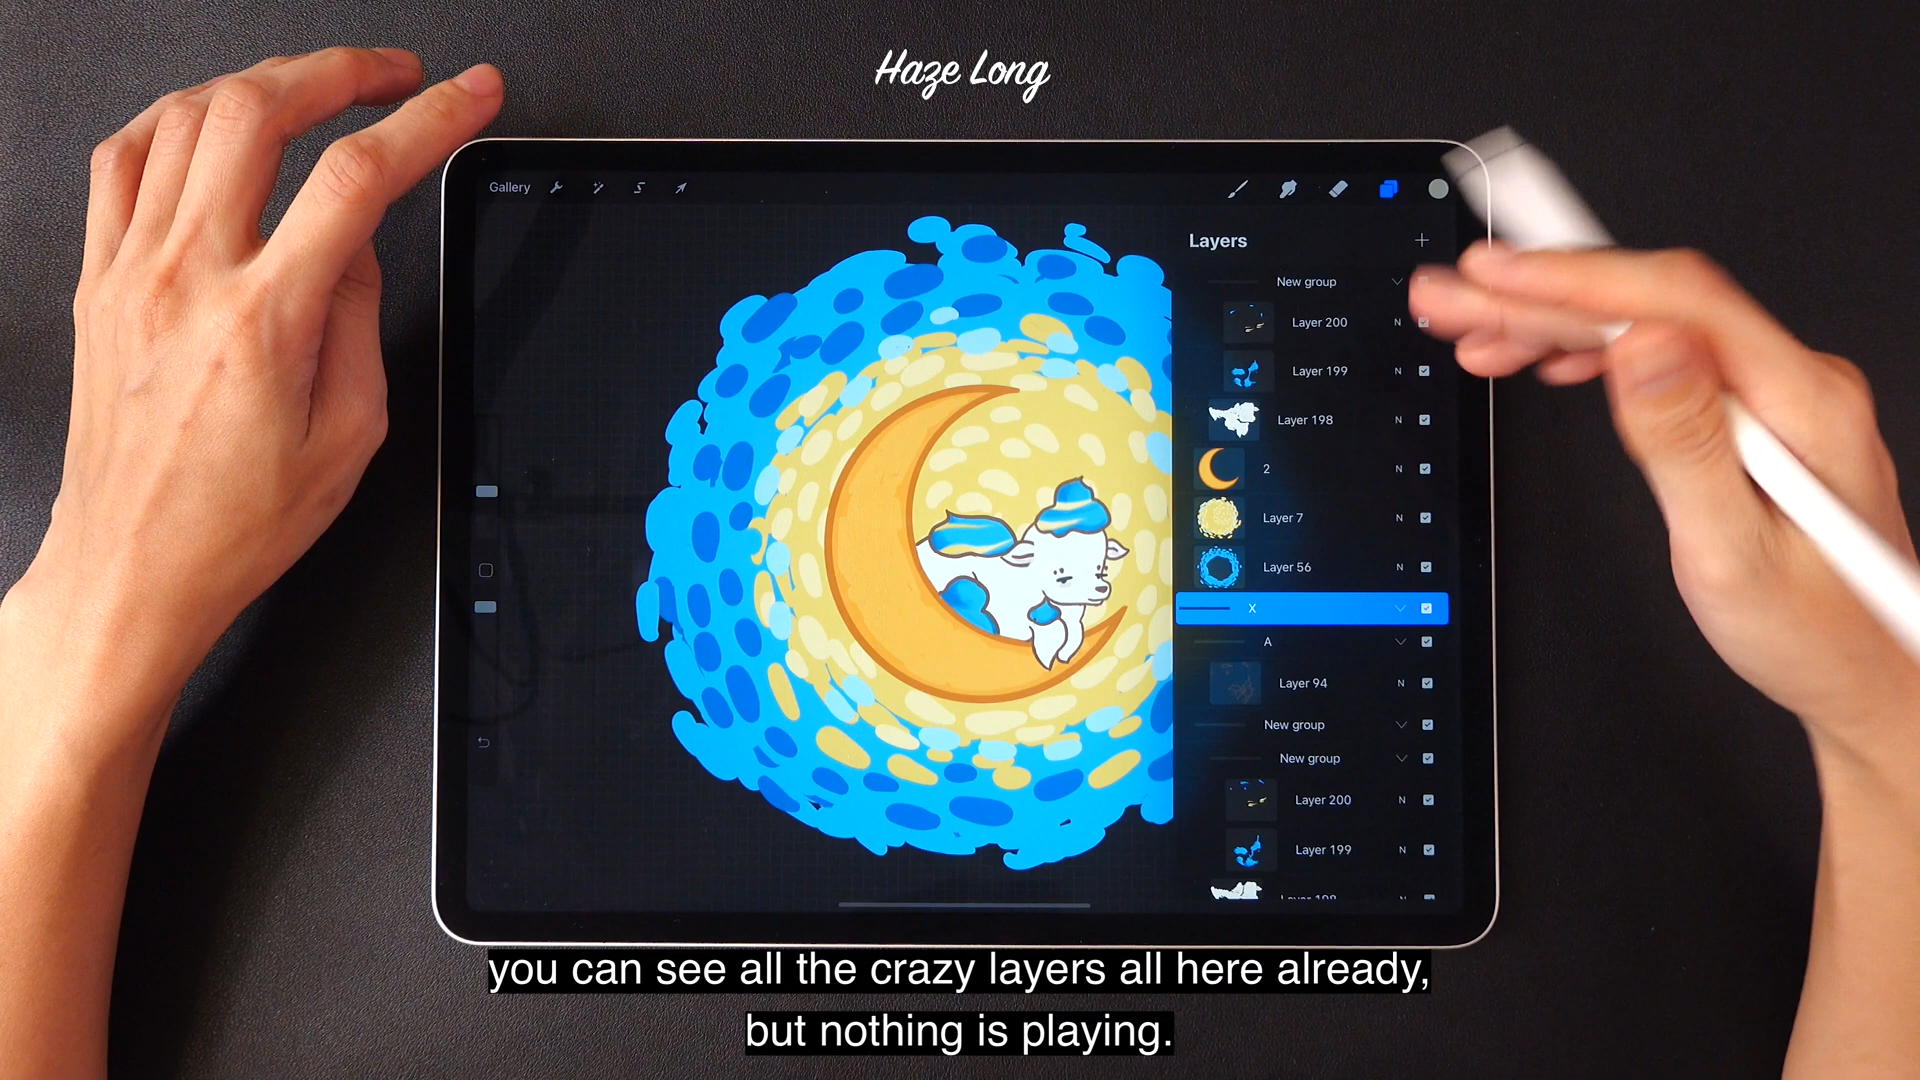 Haze Long
Gallery
Layers
New group
Layer 200 N
Layer 199 N
Layer 198 N
2 N
Layer 7 N
Layer 56 N
X
A
Layer 94 N
New group
New group
Layer 200 N
Layer 199 N
Layer 198
you can see all the crazy layers all here already,
but nothing is playing.